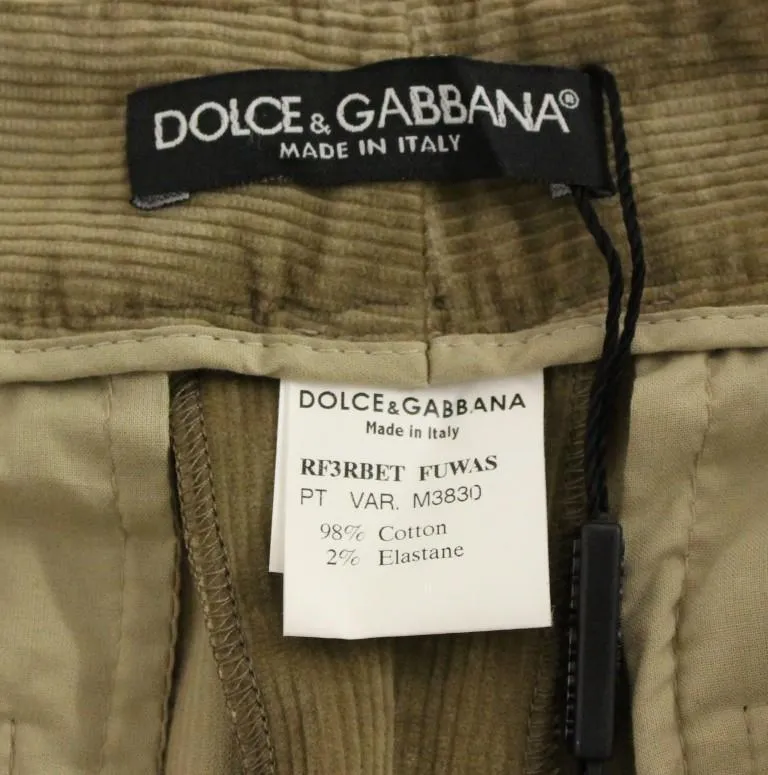 DOLCE & GABBANA®
MADE IN ITALY
DOLCE&GABBANA
Made in Italy
RF3RBET FUWAS
PT VAR. M3830
98% Cotton
2% Elastane